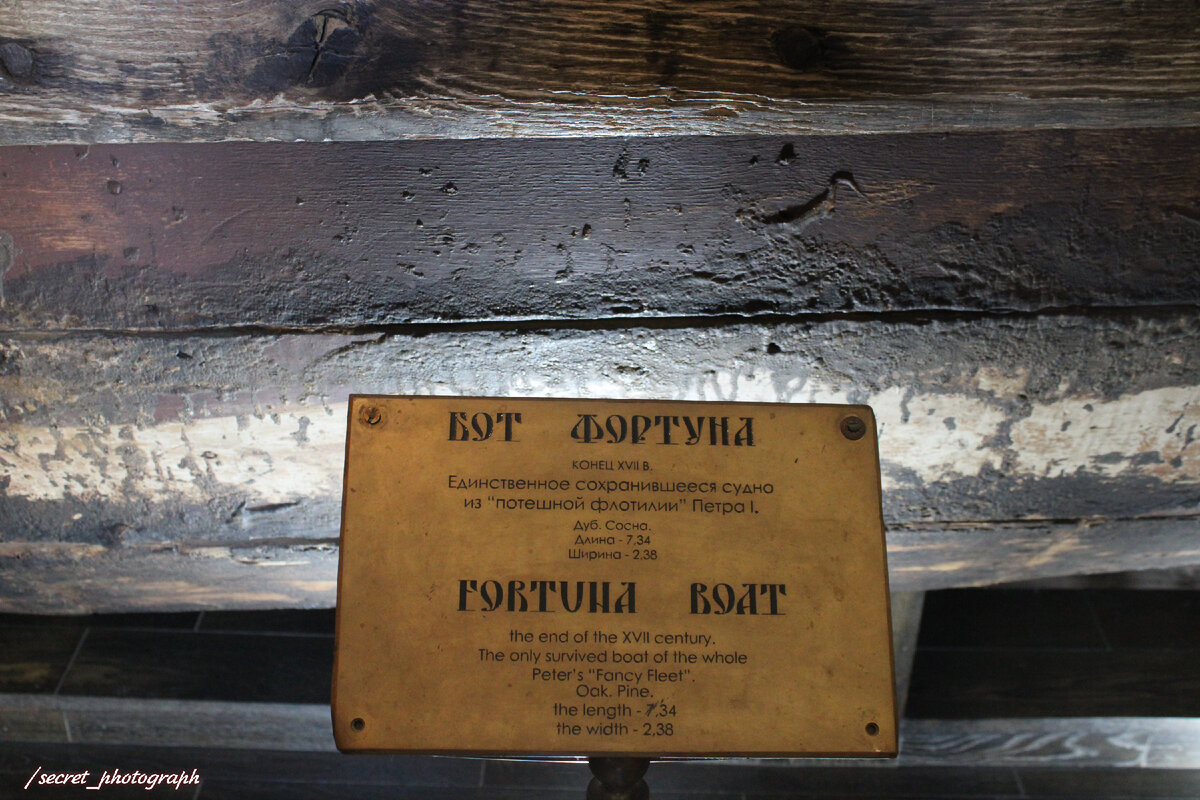 БОТ ФОРТУНА
КОНЕЦ XVII В.
Единственное сохранившееся судно
из "потешной флотилии" Петра I.
Дуб. Сосна.
Длина - 7,34
Ширина - 2,38
FORTUNA BOAT
the end of the XVII century.
The only survived boat of the whole
Peter's "Fancy Fleet".
Oak. Pine.
the length - 7,34
the width - 2,38
/secret_photograph